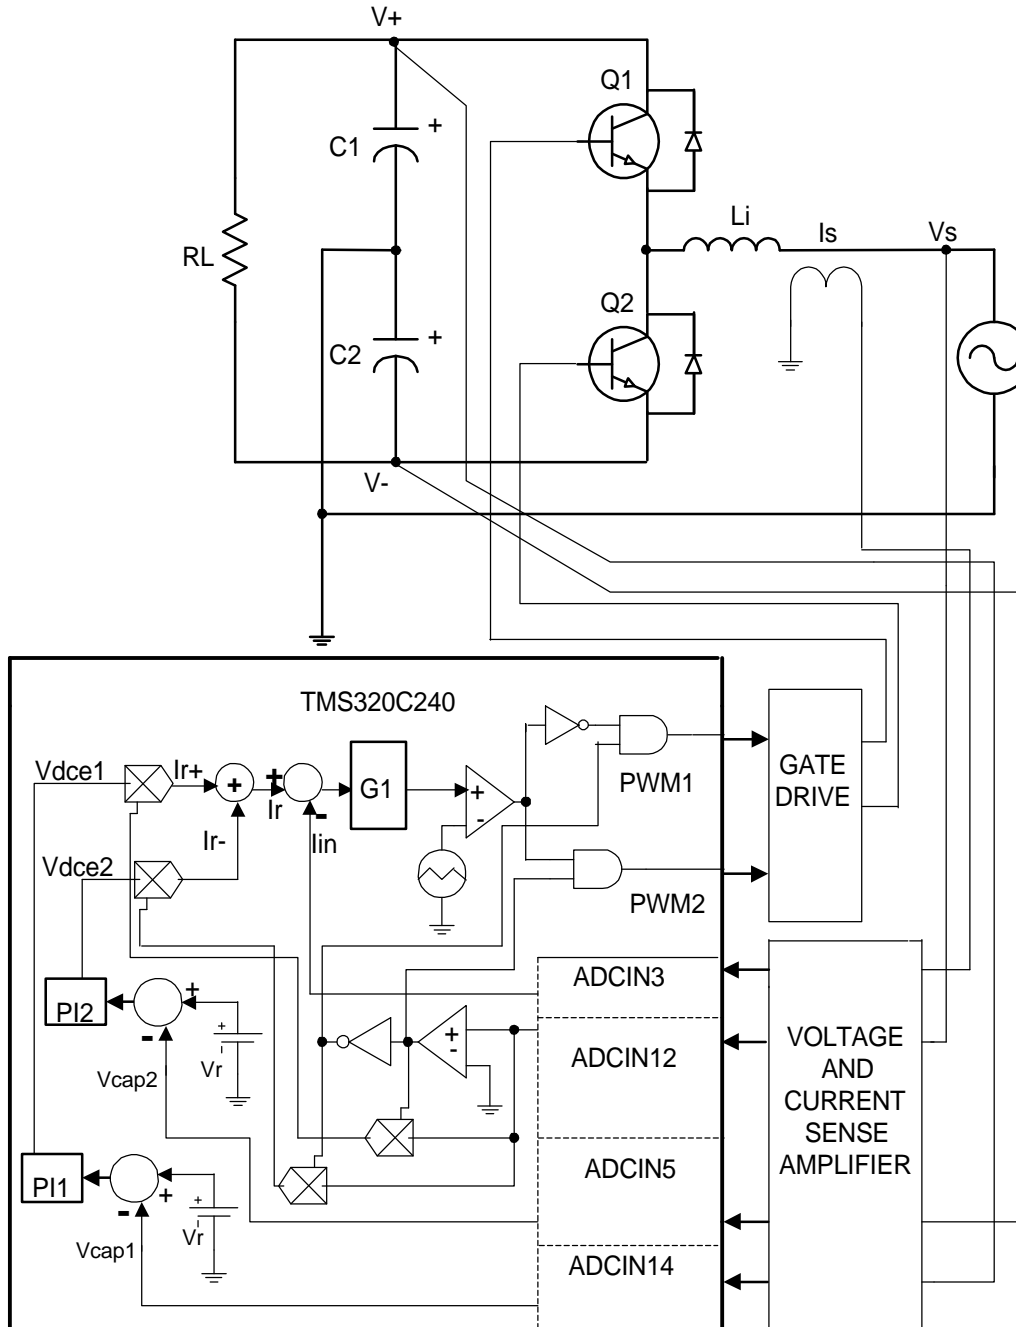 V+
Q1
C1
+
Li
Is
Vs
RL
Q2
C2
+
V-
TMS320C240
Vdce1
Ir+
+
+
Ir
-
G1
+
-
PWM1
GATE
DRIVE
Ir-
Iin
Vdce2
PWM2
ADCIN3
PI2
+
-
+
-
Vr
Vcap2
+
-
ADCIN12
VOLTAGE
AND
CURRENT
SENSE
AMPLIFIER
ADCIN5
PI1
+
-
+
-
Vr
Vcap1
ADCIN14